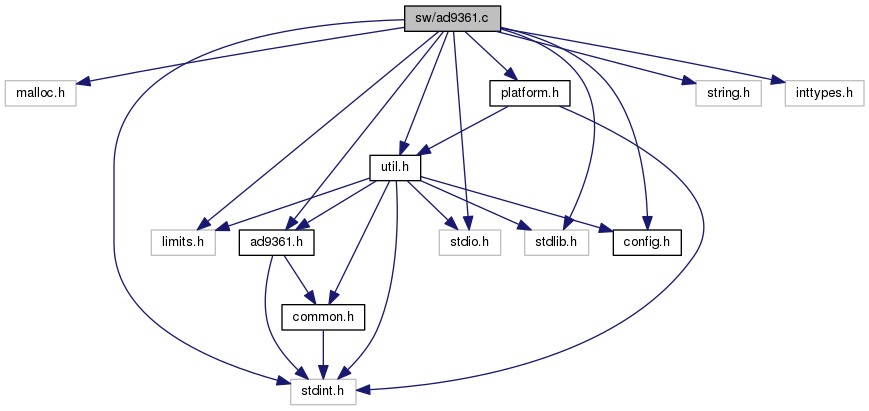 sw/ad9361.c
malloc.h
platform.h
string.h
inttypes.h
util.h
limits.h
ad9361.h
stdio.h
stdlib.h
config.h
common.h
stdint.h